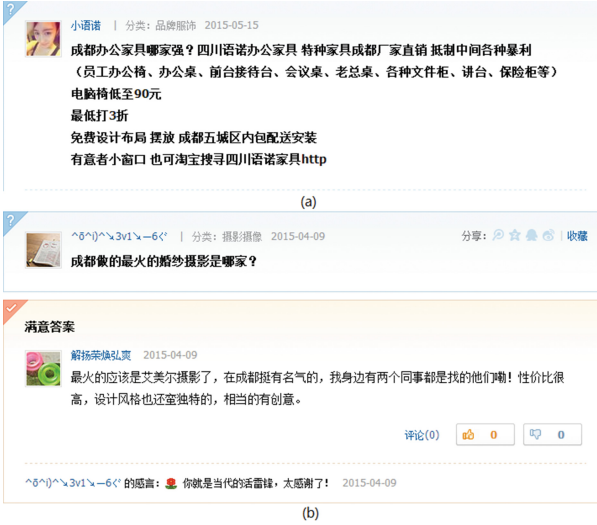 小语诺 | 分类：品牌服饰 2015-05-15
成都办公家具哪家强？四川语诺办公家具 特种家具成都厂家直销 抵制中间各种暴利
（员工办公椅、办公桌、前台接待台、会议桌、老总桌、各种文件柜、讲台、保险柜等）
电脑椅低至90元
最低打3折
免费设计布局 摆放 成都五城区内包配送安装
有意者小窗口 也可淘宝搜寻四川语诺家具http
(a)
^δ^i)^↘3v1↘—6く° | 分类：摄影摄像 2015-04-09 分享： | 收藏
成都做的最火的婚纱摄影是哪家？
满意答案
解扬荣焕弘爽 2015-04-09
最火的应该是艾美尔摄影了，在成都挺有名气的，我身边有两个同事都是找的他们嘞！性价比很
高，设计风格也还蛮独特的，相当的有创意。
评论(0) 0 0
^δ^i)^↘3v1↘—6く° 的感言： 你就是当代的活雷锋，太感谢了！ 2015-04-09
(b)